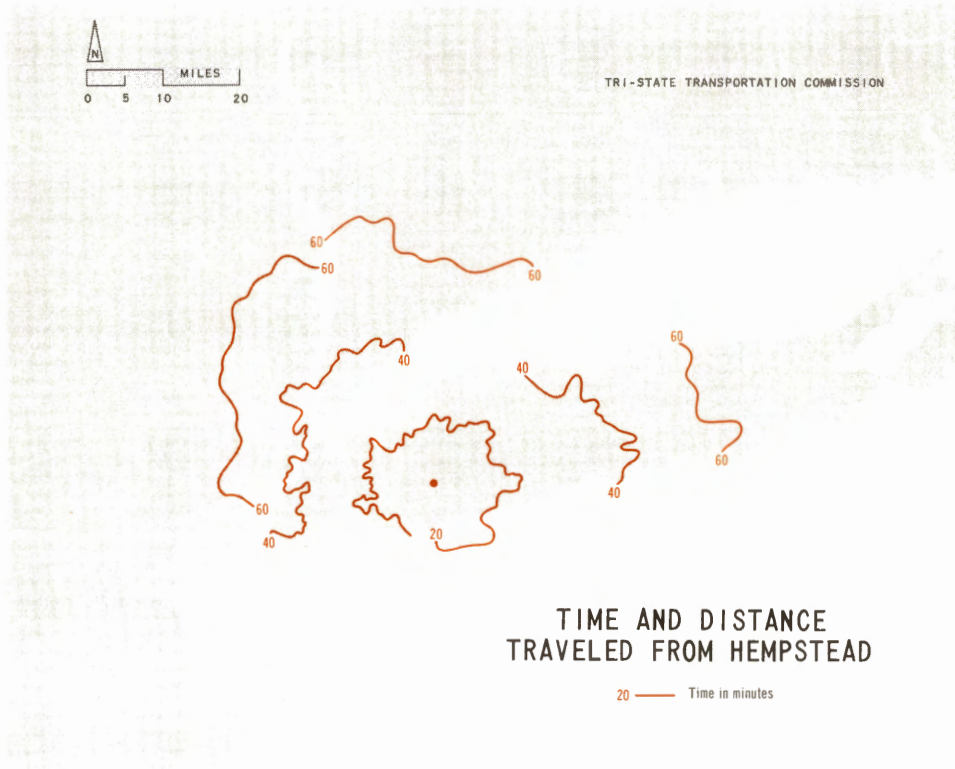 N
MILES
0 5 10 20
TRI-STATE TRANSPORTATION COMMISSION
60
60
60
60
40
40
60
20
60
40
40
60
TIME AND DISTANCE
TRAVELED FROM HEMPSTEAD
20 Time in minutes